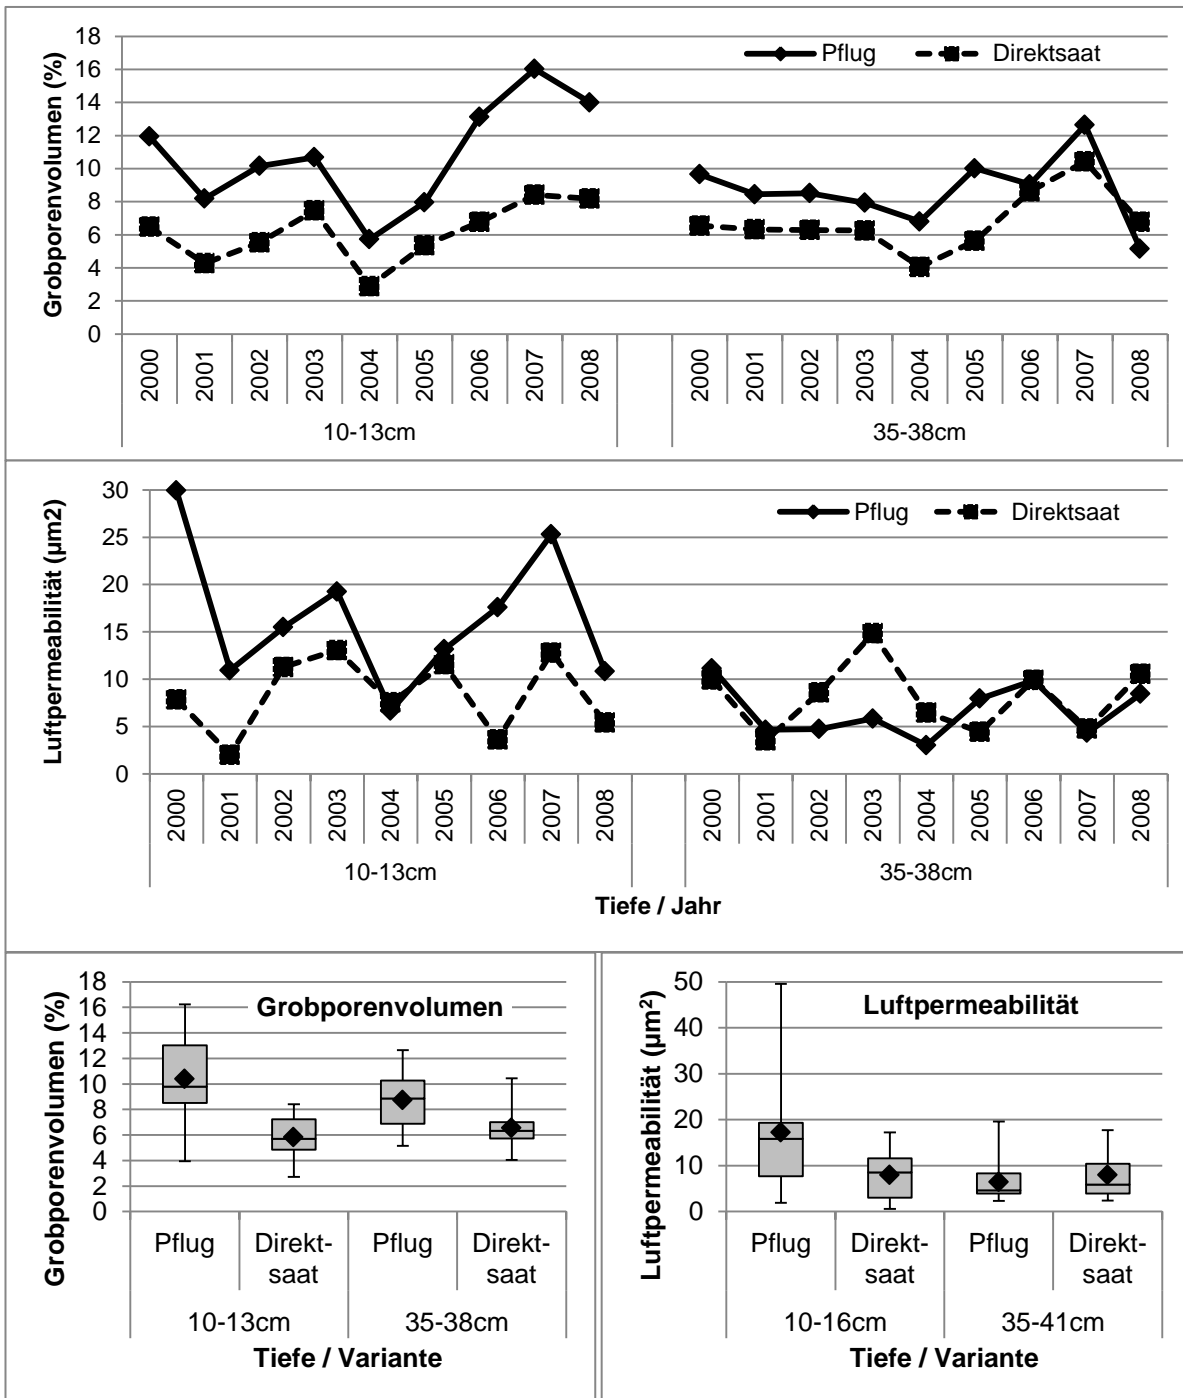 Grobporenvolumen (%)
18
16
14
12
10
8
6
4
2
0
Pflug Direktsaat
2000 2001 2002 2003 2004 2005 2006 2007 2008 2000 2001 2002 2003 2004 2005 2006 2007 2008
10-13cm 35-38cm
Luftpermeabilität (µm2)
30
25
20
15
10
5
0
Pflug Direktsaat
2000 2001 2002 2003 2004 2005 2006 2007 2008 2000 2001 2002 2003 2004 2005 2006 2007 2008
10-13cm 35-38cm
Tiefe / Jahr
Grobporenvolumen (%)
18
16
14
12
10
8
6
4
2
0
Grobporenvolumen
Pflug Direkt-saat Pflug Direkt-saat
10-13cm 35-38cm
Tiefe / Variante
Luftpermeabilität (µm²)
50
40
30
20
10
0
Luftpermeabilität
Pflug Direkt-saat Pflug Direkt-saat
10-16cm 35-41cm
Tiefe / Variante